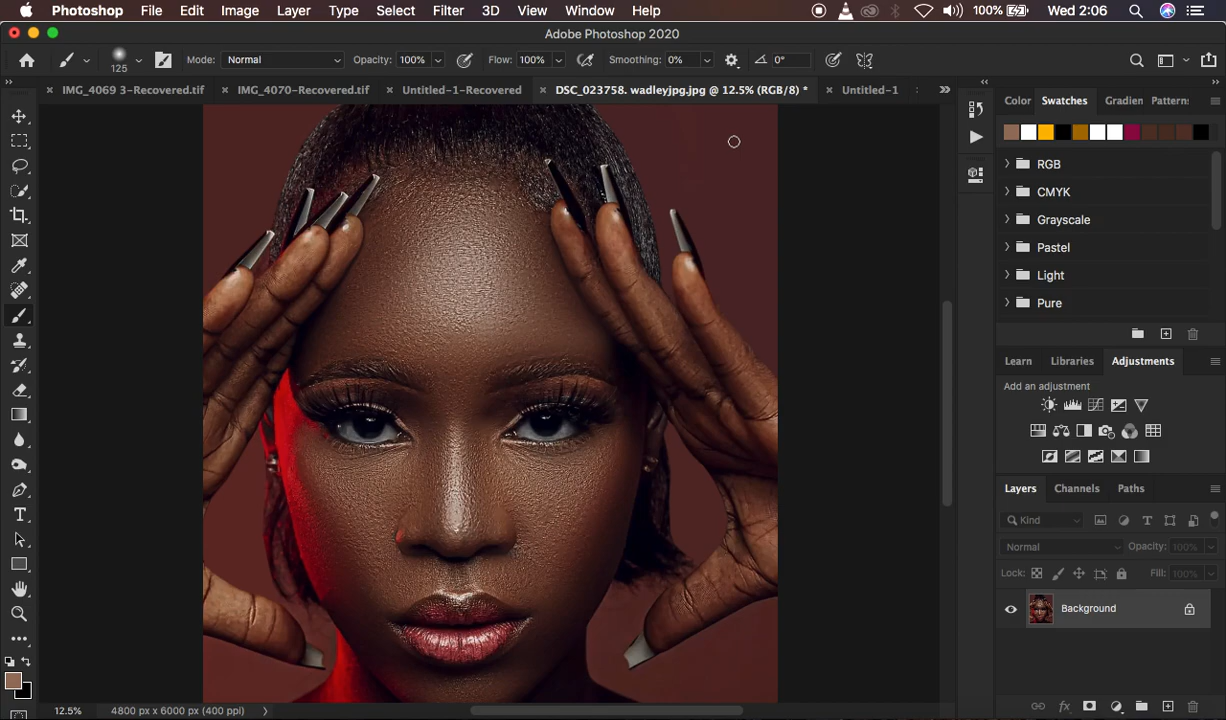 Photoshop File Edit Image Layer Type Select Filter 3D View Window Help 100% Wed 2:06
Adobe Photoshop 2020
125 Mode: Normal Opacity: 100% Flow: 100% Smoothing: 0% 0°
IMG_4069 3-Recovered.tif IMG_4070-Recovered.tif Untitled-1-Recovered DSC_023758. wadleyjpg.jpg @ 12.5% (RGB/8) * Untitled-1
Color Swatches Gradien Pattern:
RGB
CMYK
Grayscale
Pastel
Light
Pure
Learn Libraries Adjustments
Add an adjustment
Layers Channels Paths
Kind
Normal Opacity: 100%
Lock: Fill: 100%
Background
12.5% 4800 px x 6000 px (400 ppi)